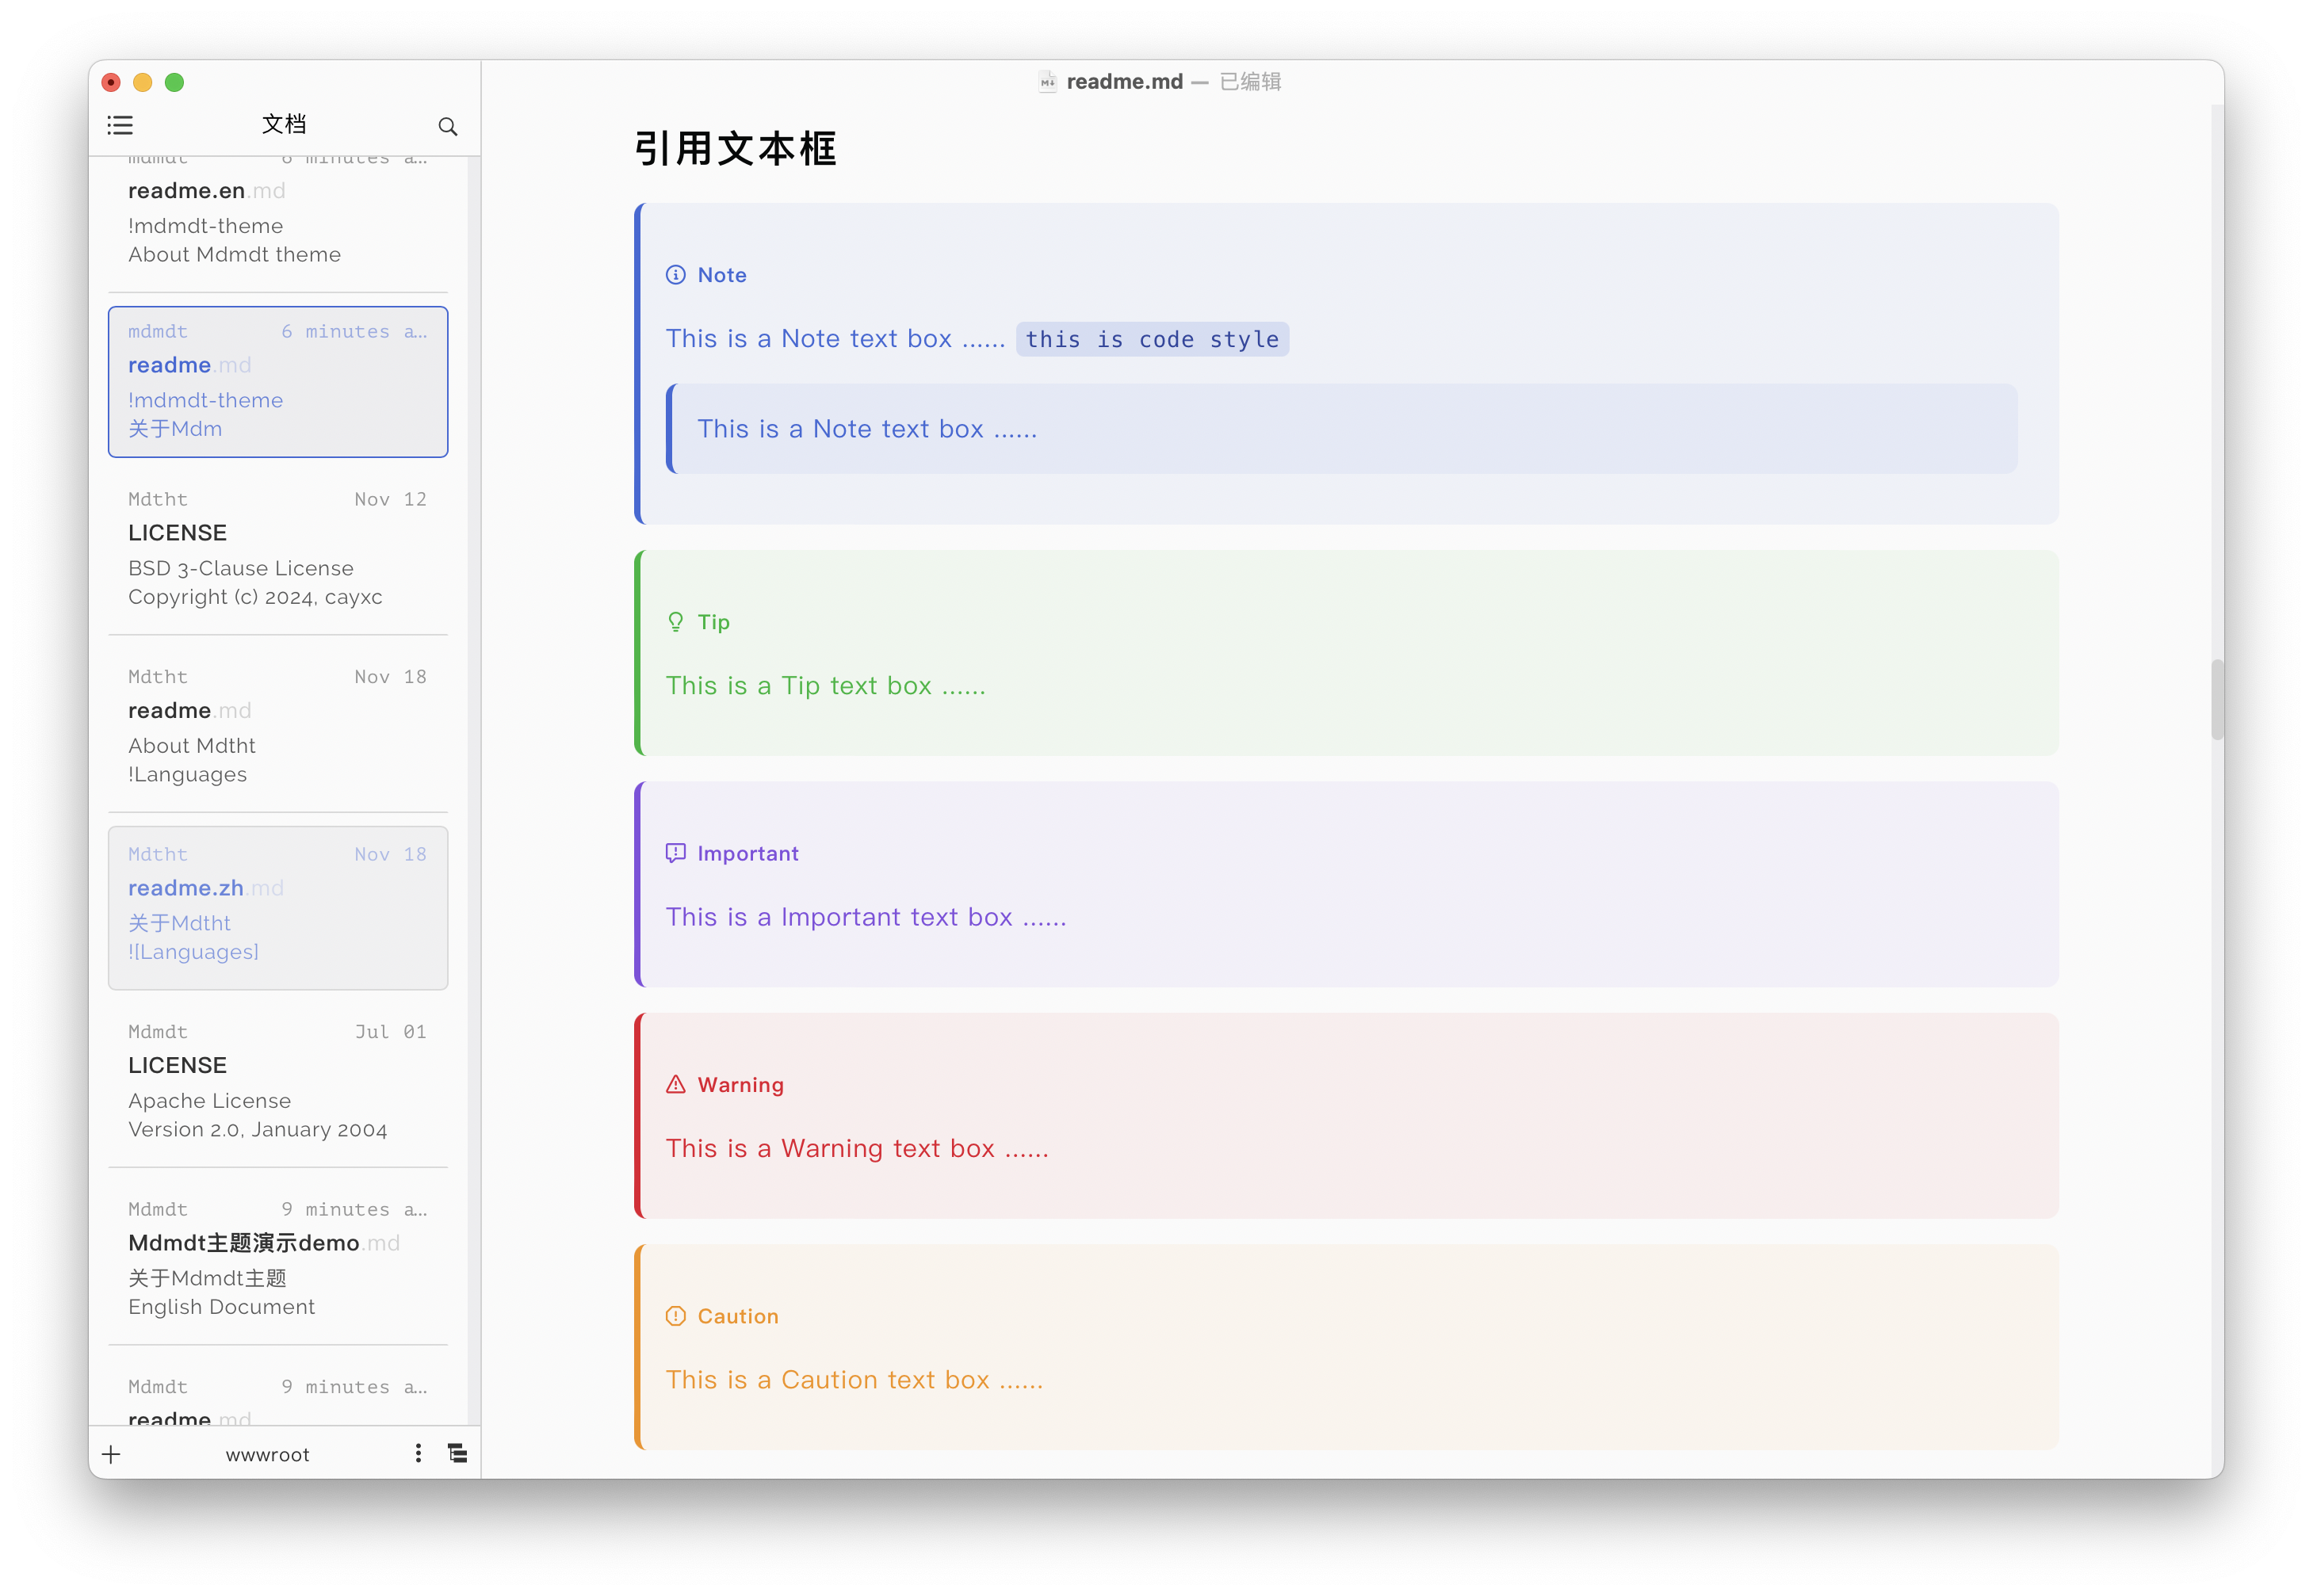 readme.md — 已编辑
文档
mdmdt 6 minutes a...
readme.en.md
!mdmdt-theme
About Mdmdt theme
mdmdt 6 minutes a...
readme.md
!mdmdt-theme
关于Mdm
Mdtht Nov 12
LICENSE
BSD 3-Clause License
Copyright (c) 2024, cayxc
Mdtht Nov 18
readme.md
About Mdtht
!Languages
Mdtht Nov 18
readme.zh.md
关于Mdtht
![Languages]
Mdmdt Jul 01
LICENSE
Apache License
Version 2.0, January 2004
Mdmdt 9 minutes a...
Mdmdt主题演示demo.md
关于Mdmdt主题
English Document
Mdmdt 9 minutes a...
readme.md
wwwroot
引用文本框
Note
This is a Note text box ...... this is code style
This is a Note text box ......
Tip
This is a Tip text box ......
Important
This is a Important text box ......
Warning
This is a Warning text box ......
Caution
This is a Caution text box ......